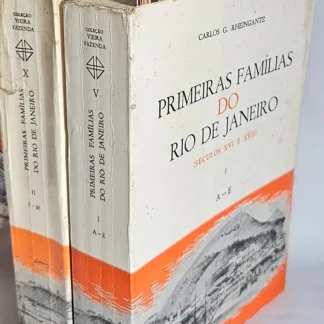 COLEÇÃO
VIEIRA
FAZENDA
X
PRIMEIRAS FAMÍLIAS
DO RIO DE JANEIRO
II
F-M
COLEÇÃO
VIEIRA
FAZENDA
V
PRIMEIRAS FAMÍLIAS
DO RIO DE JANEIRO
I
A-E
CARLOS G. RHEINGANTZ
PRIMEIRAS FAMÍLIAS
DO
RIO DE JANEIRO
(SÉCULOS XVI E XVII)
I
A-E